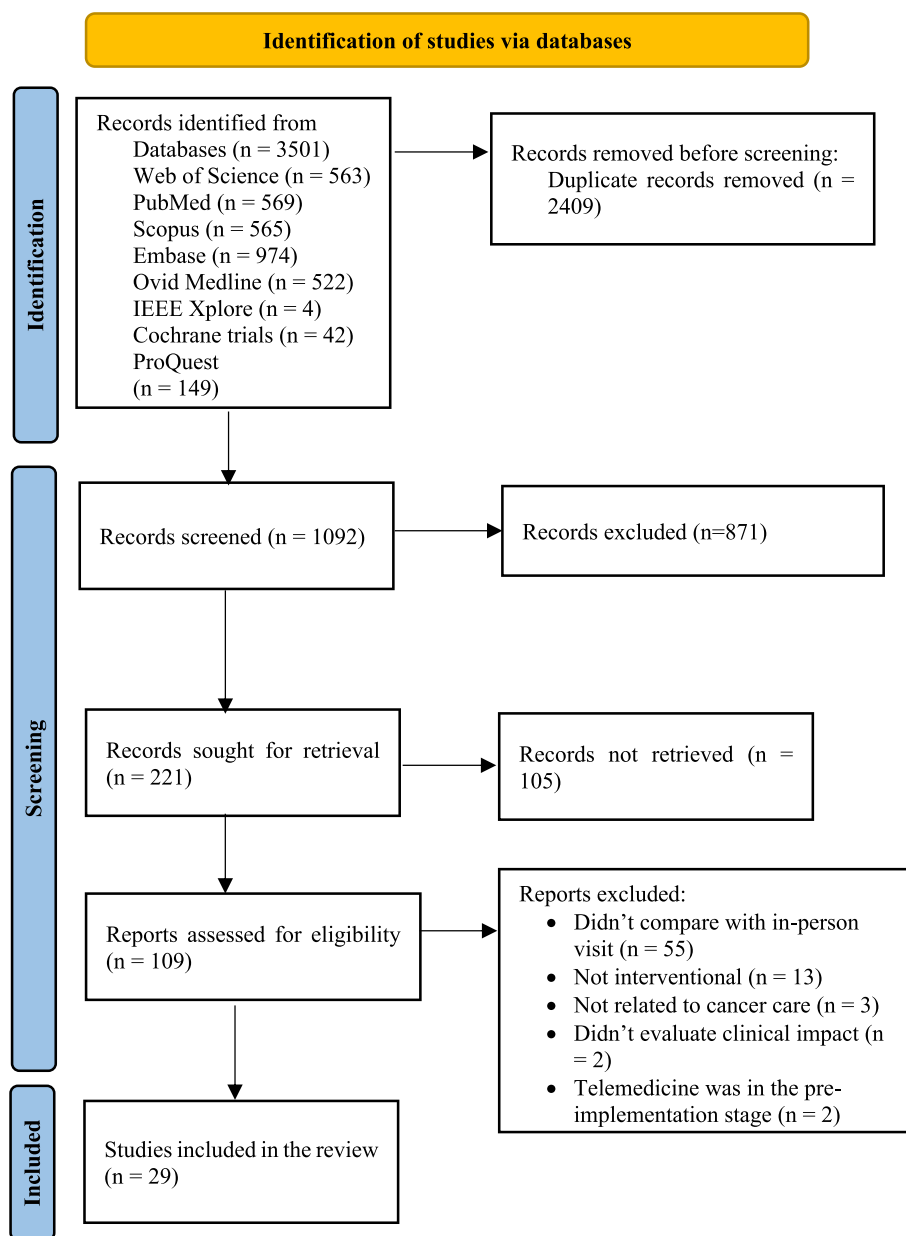 Identification of studies via databases
Identification
Records identified from
Databases (n = 3501)
Web of Science (n = 563)
PubMed (n = 569)
Scopus (n = 565)
Embase (n = 974)
Ovid Medline (n = 522)
IEEE Xplore (n = 4)
Cochrane trials (n = 42)
ProQuest
(n = 149)
Records removed before screening:
Duplicate records removed (n =
2409)
Screening
Records screened (n = 1092)
Records excluded (n=871)
Records sought for retrieval
(n = 221)
Records not retrieved (n =
105)
Reports assessed for eligibility
(n = 109)
Reports excluded:
• Didn’t compare with in-person
visit (n = 55)
• Not interventional (n = 13)
• Not related to cancer care (n = 3)
• Didn’t evaluate clinical impact (n
= 2)
• Telemedicine was in the pre-
implementation stage (n = 2)
Included
Studies included in the review
(n = 29)